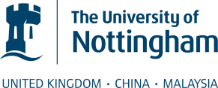 The University of
Nottingham
UNITED KINGDOM · CHINA · MALAYSIA